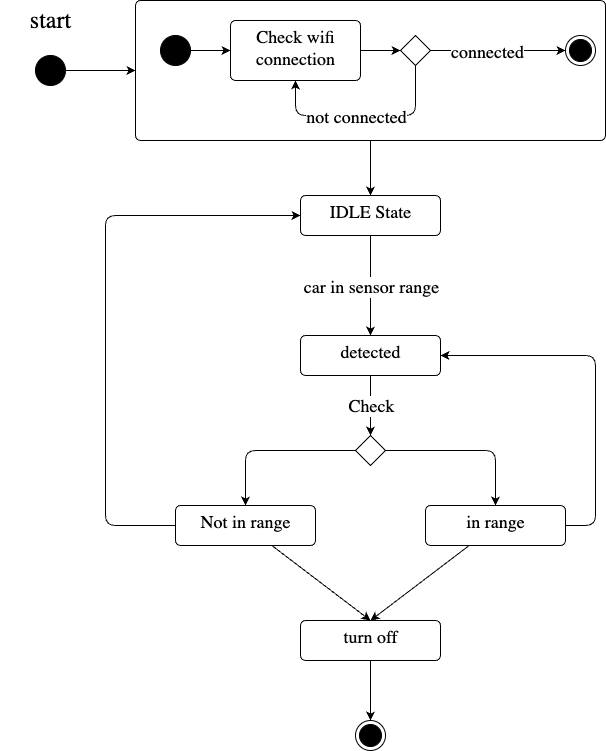 start
Check wifi
connection
connected
not connected
IDLE State
car in sensor range
detected
Check
Not in range
in range
turn off